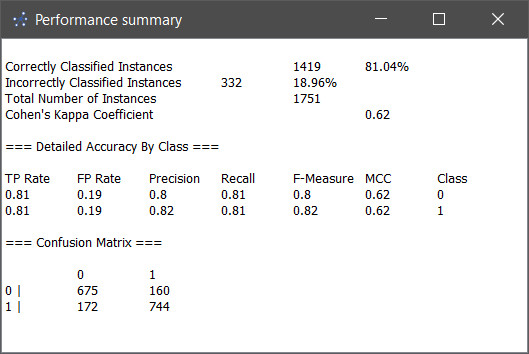 Performance summary
Correctly Classified Instances 1419 81.04%
Incorrectly Classified Instances 332 18.96%
Total Number of Instances 1751
Cohen's Kappa Coefficient 0.62
=== Detailed Accuracy By Class ===
TP Rate FP Rate Precision Recall F-Measure MCC Class
0.81 0.19 0.8 0.81 0.8 0.62 0
0.81 0.19 0.82 0.81 0.82 0.62 1
=== Confusion Matrix ===
0 1
0 | 675 160
1 | 172 744